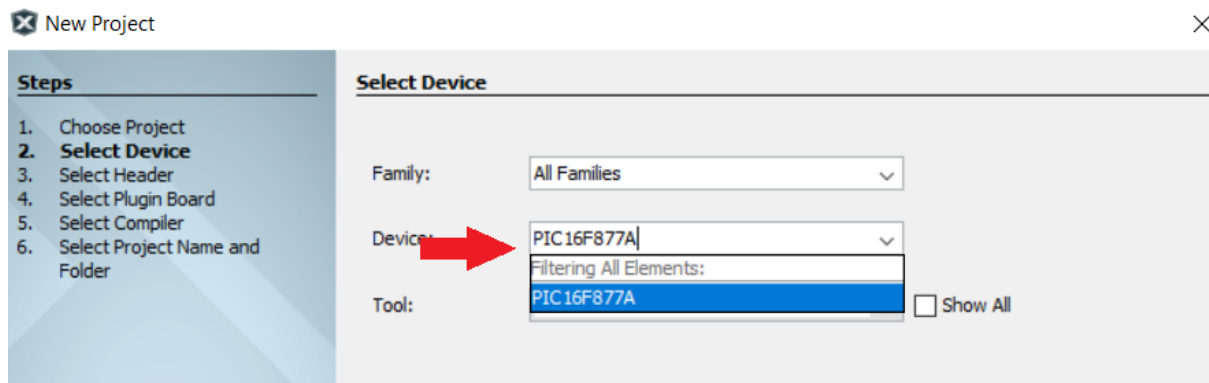 New Project
Steps
1. Choose Project
2. Select Device
3. Select Header
4. Select Plugin Board
5. Select Compiler
6. Select Project Name and
Folder
Select Device
Family: All Families
Device: PIC16F877A
Filtering All Elements:
PIC16F877A
Tool: Show All